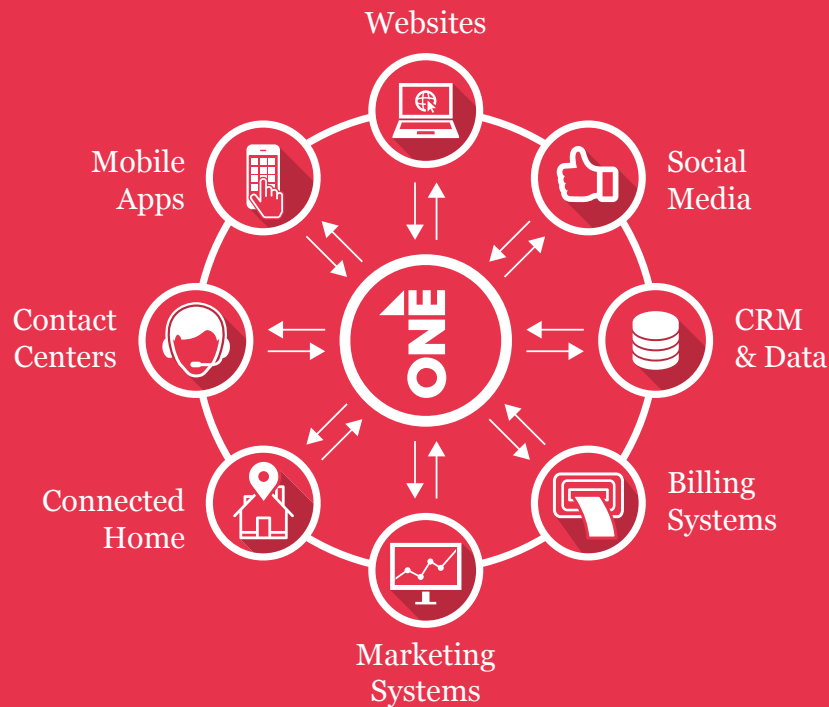 Websites
Mobile
Apps
Social
Media
Contact
Centers
ONE
CRM
& Data
Connected
Home
Billing
Systems
Marketing
Systems